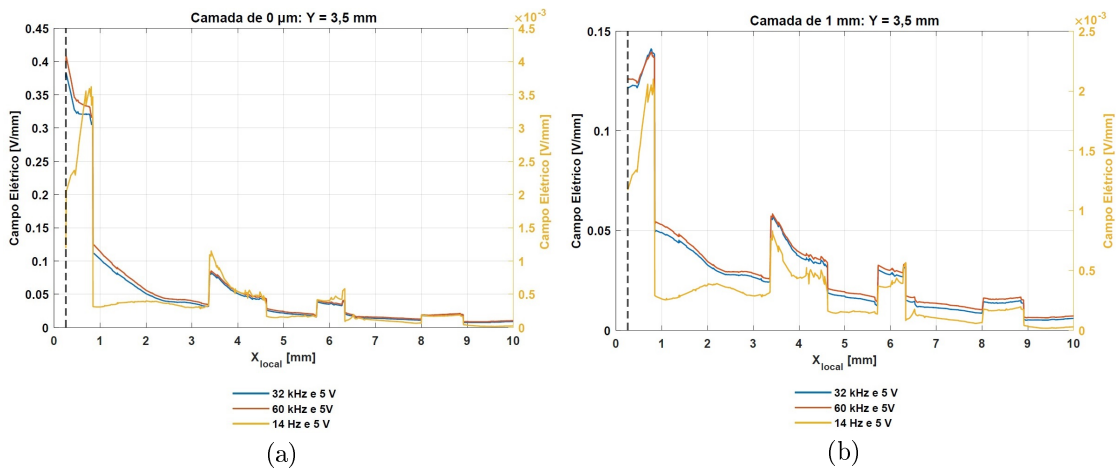 Camada de 0 µm: Y = 3,5 mm
×10⁻³
0.45
0.4
0.35
0.3
0.25
0.2
0.15
0.1
0.05
0
Campo Elétrico [V/mm]
4.5
4
3.5
3
2.5
2
1.5
1
0.5
0
Campo Elétrico [V/mm]
0 1 2 3 4 5 6 7 8 9 10
X_local [mm]
32 kHz e 5 V
60 kHz e 5V
14 Hz e 5 V
(a)
Camada de 1 mm: Y = 3,5 mm
×10⁻³
0.15
0.1
0.05
0
Campo Elétrico [V/mm]
2.5
2
1.5
1
0.5
0
Campo Elétrico [V/mm]
0 1 2 3 4 5 6 7 8 9 10
X_local [mm]
32 kHz e 5 V
60 kHz e 5V
14 Hz e 5 V
(b)